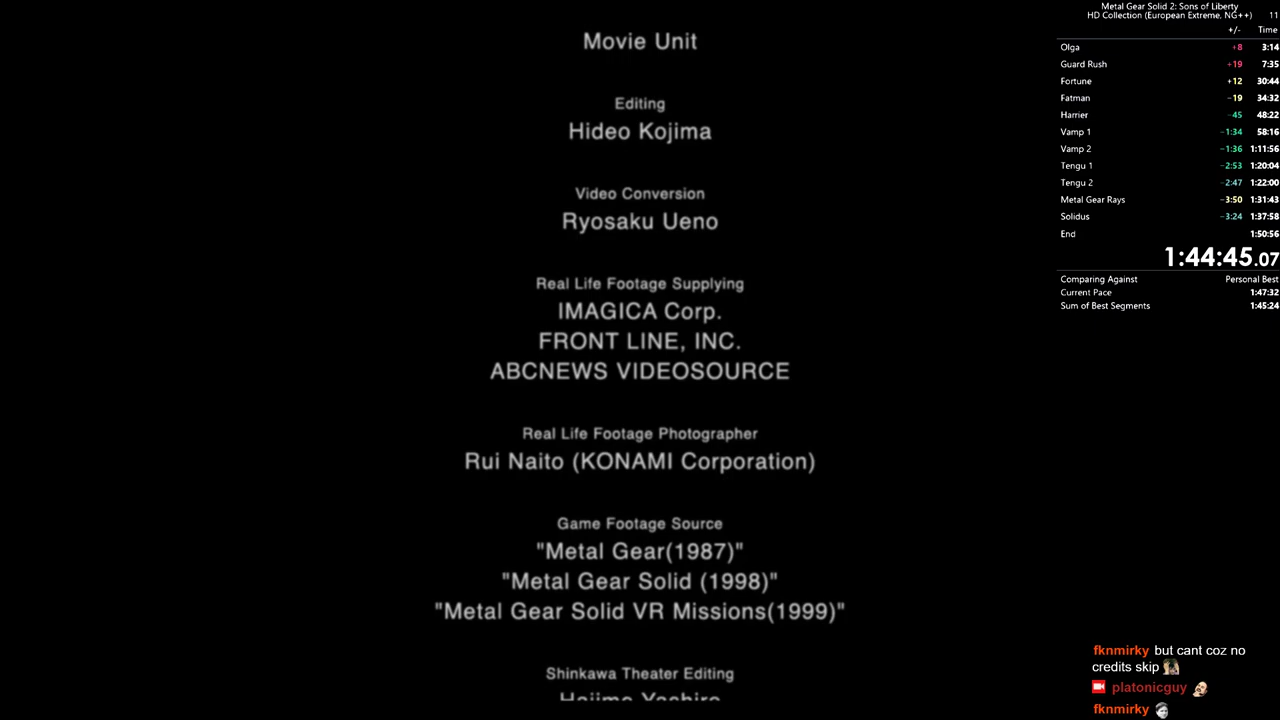 Movie Unit
Editing
Hideo Kojima
Video Conversion
Ryosaku Ueno
Real Life Footage Supplying
IMAGICA Corp.
FRONT LINE, INC.
ABCNEWS VIDEOSOURCE
Real Life Footage Photographer
Rui Naito (KONAMI Corporation)
Game Footage Source
"Metal Gear(1987)"
"Metal Gear Solid (1998)"
"Metal Gear Solid VR Missions(1999)"
Shinkawa Theater Editing
Hajime Yashiro
Metal Gear Solid 2: Sons of Liberty
HD Collection (European Extreme, NG++) 11
+/- Time
Olga +8 3:14
Guard Rush +19 7:35
Fortune +12 30:44
Fatman −19 34:32
Harrier −45 48:22
Vamp 1 −1:34 58:16
Vamp 2 −1:36 1:11:56
Tengu 1 −2:53 1:20:04
Tengu 2 −2:47 1:22:00
Metal Gear Rays −3:50 1:31:43
Solidus −3:24 1:37:58
End 1:50:56
1:44:45.07
Comparing Against Personal Best
Current Pace 1:47:32
Sum of Best Segments 1:45:24
fknmirky but cant coz no
credits skip
platonicguy
fknmirky